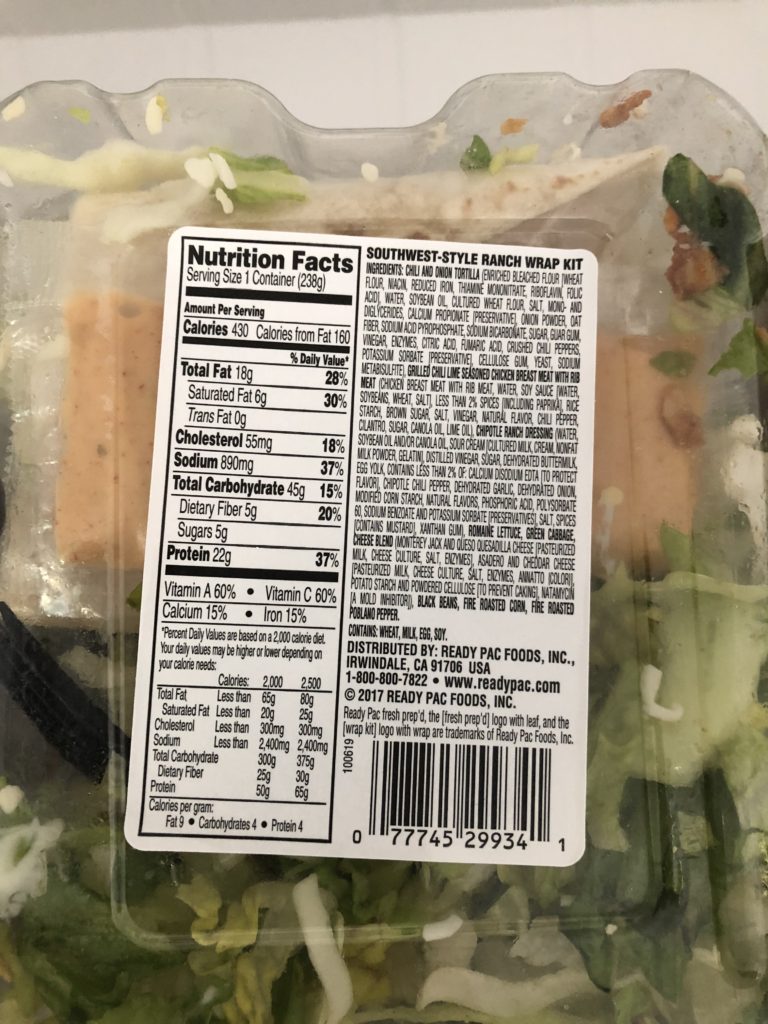 Nutrition Facts
Serving Size 1 Container (238g)
Amount Per Serving
Calories 430 Calories from Fat 160
% Daily Value*
Total Fat 18g 28%
Saturated Fat 6g 30%
Trans Fat 0g
Cholesterol 55mg 18%
Sodium 890mg 37%
Total Carbohydrate 45g 15%
Dietary Fiber 5g 20%
Sugars 5g
Protein 22g 37%
Vitamin A 60% • Vitamin C 60%
Calcium 15% • Iron 15%
*Percent Daily Values are based on a 2,000 calorie diet.
Your daily values may be higher or lower depending on
your calorie needs:
Calories: 2,000 2,500
Total Fat Less than 65g 80g
Saturated Fat Less than 20g 25g
Cholesterol Less than 300mg 300mg
Sodium Less than 2,400mg 2,400mg
Total Carbohydrate 300g 375g
Dietary Fiber 25g 30g
Protein 50g 65g
Calories per gram:
Fat 9 • Carbohydrates 4 • Protein 4
SOUTHWEST-STYLE RANCH WRAP KIT
INGREDIENTS: CHILI AND ONION TORTILLA (ENRICHED BLEACHED FLOUR [WHEAT
FLOUR, NIACIN, REDUCED IRON, THIAMINE MONONITRATE, RIBOFLAVIN, FOLIC
ACID], WATER, SOYBEAN OIL, CULTURED WHEAT FLOUR, SALT, MONO- AND
DIGLYCERIDES, CALCIUM PROPIONATE [PRESERVATIVE], ONION POWDER, OAT
FIBER, SODIUM ACID PYROPHOSPHATE, SODIUM BICARBONATE, SUGAR, GUAR GUM,
VINEGAR, ENZYMES, CITRIC ACID, FUMARIC ACID, CRUSHED CHILI PEPPERS,
POTASSIUM SORBATE [PRESERVATIVE], CELLULOSE GUM, YEAST, SODIUM
METABISULFITE), GRILLED CHILI LIME SEASONED CHICKEN BREAST MEAT WITH RIB
MEAT (CHICKEN BREAST MEAT WITH RIB MEAT, WATER, SOY SAUCE [WATER,
SOYBEANS, WHEAT, SALT], LESS THAN 2% SPICES [INCLUDING PAPRIKA], RICE
STARCH, BROWN SUGAR, SALT, VINEGAR, NATURAL FLAVOR, CHILI PEPPER,
CILANTRO, SUGAR, CANOLA OIL, LIME OIL), CHIPOTLE RANCH DRESSING (WATER,
SOYBEAN OIL AND/OR CANOLA OIL, SOUR CREAM [CULTURED MILK, CREAM, NONFAT
MILK POWDER, GELATIN], DISTILLED VINEGAR, SUGAR, DEHYDRATED BUTTERMILK,
EGG YOLK, CONTAINS LESS THAN 2% OF CALCIUM DISODIUM EDTA [TO PROTECT
FLAVOR], CHIPOTLE CHILI PEPPER, DEHYDRATED GARLIC, DEHYDRATED ONION,
MODIFIED CORN STARCH, NATURAL FLAVORS, PHOSPHORIC ACID, POLYSORBATE
60, SODIUM BENZOATE AND POTASSIUM SORBATE [PRESERVATIVES], SALT, SPICES
[CONTAINS MUSTARD], XANTHAN GUM), ROMAINE LETTUCE, GREEN CABBAGE,
CHEESE BLEND (MONTEREY JACK AND QUESO QUESADILLA CHEESE [PASTEURIZED
MILK, CHEESE CULTURE, SALT, ENZYMES], ASADERO AND CHEDDAR CHEESE
[PASTEURIZED MILK, CHEESE CULTURE, SALT, ENZYMES, ANNATTO (COLOR)],
POTATO STARCH AND POWDERED CELLULOSE [TO PREVENT CAKING], NATAMYCIN
[A MOLD INHIBITOR]), BLACK BEANS, FIRE ROASTED CORN, FIRE ROASTED
POBLANO PEPPER.
CONTAINS: WHEAT, MILK, EGG, SOY.
DISTRIBUTED BY: READY PAC FOODS, INC.,
IRWINDALE, CA 91706 USA
1-800-800-7822 • www.readypac.com
© 2017 READY PAC FOODS, INC.
Ready Pac fresh prep'd, the [fresh prep'd] logo with leaf, and the
[wrap kit] logo with wrap are trademarks of Ready Pac Foods, Inc.
100619
0 77745 29934 1